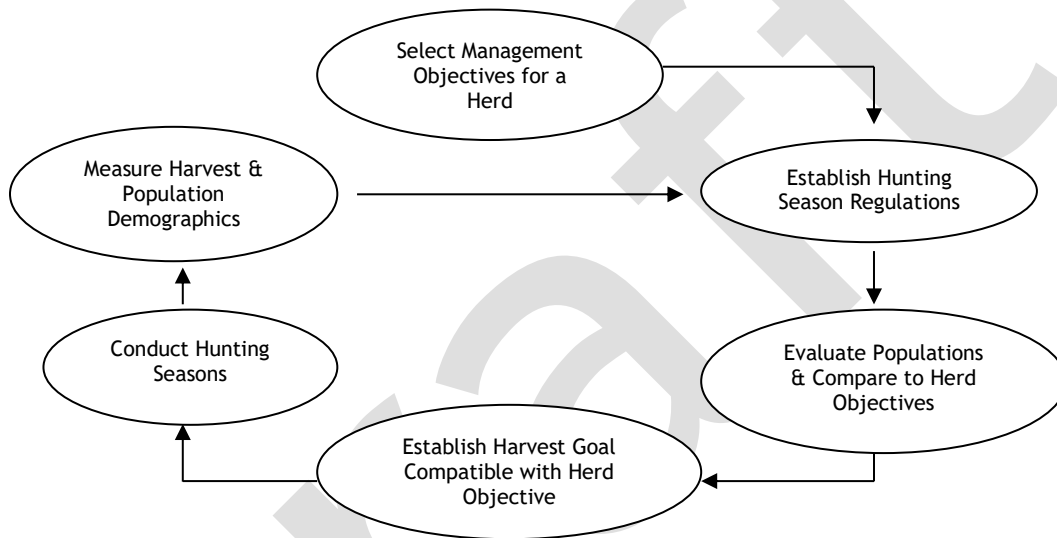 Select Management
Objectives for a
Herd
Measure Harvest &
Population
Demographics
Establish Hunting
Season Regulations
Conduct Hunting
Seasons
Evaluate Populations
& Compare to Herd
Objectives
Establish Harvest Goal
Compatible with Herd
Objective